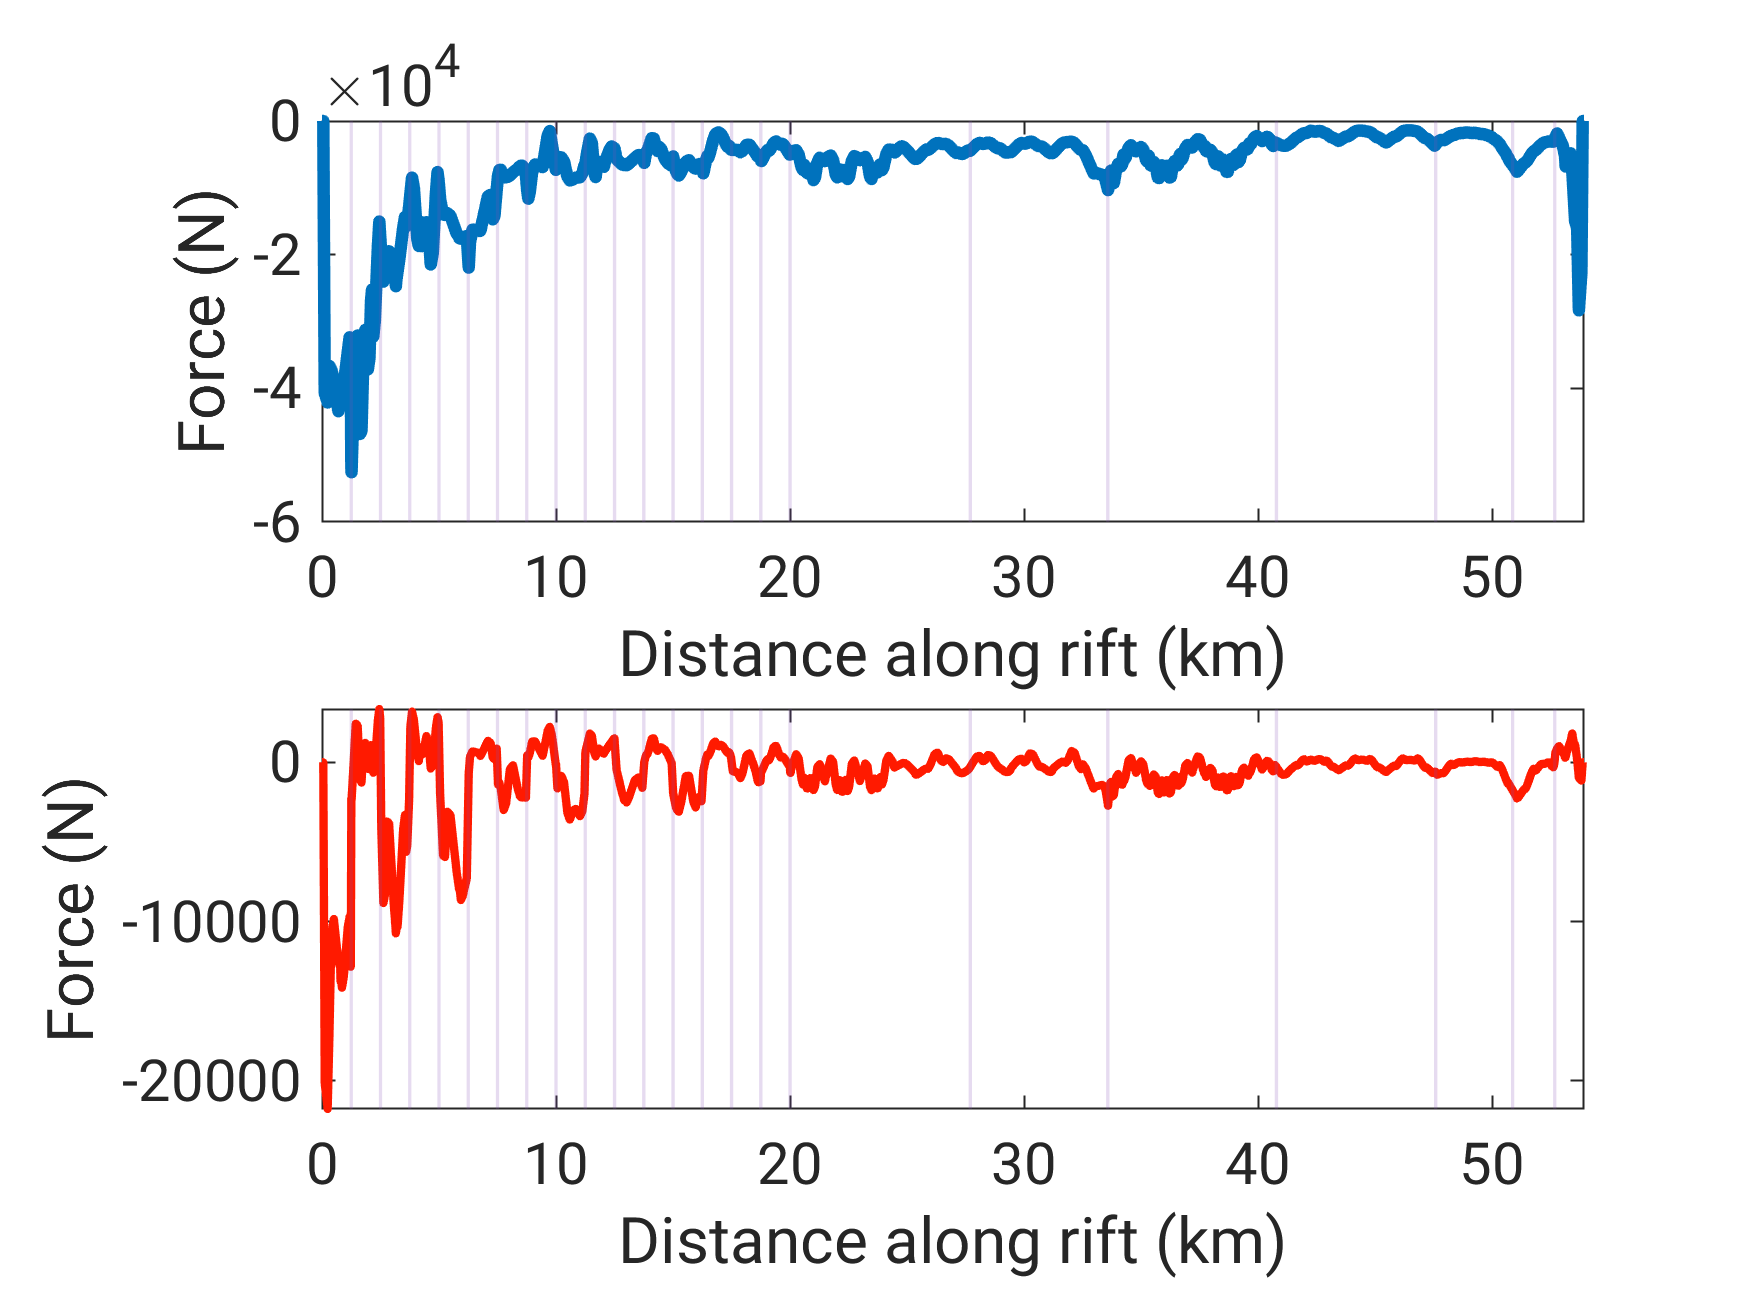 ×10⁴
0
-2
-4
-6
Force (N)
0 10 20 30 40 50
Distance along rift (km)
0
-10000
-20000
Force (N)
0 10 20 30 40 50
Distance along rift (km)